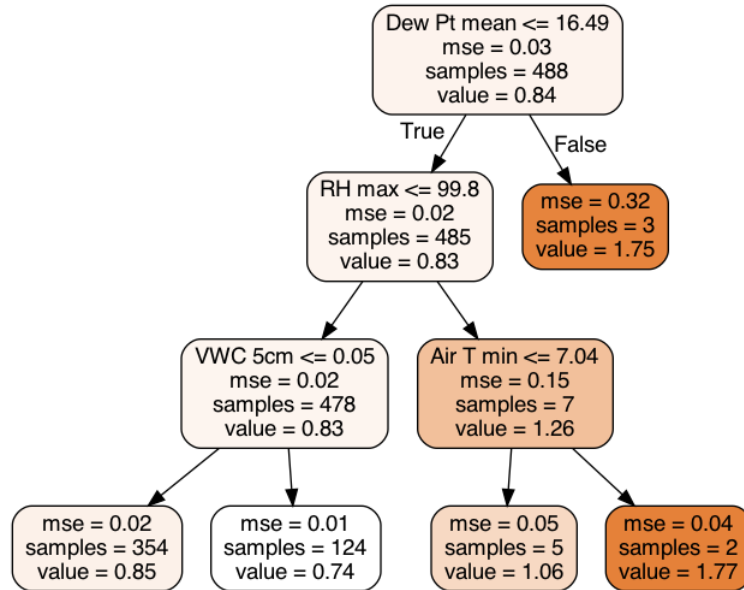 Dew Pt mean <= 16.49
mse = 0.03
samples = 488
value = 0.84
True
False
RH max <= 99.8
mse = 0.02
samples = 485
value = 0.83
mse = 0.32
samples = 3
value = 1.75
VWC 5cm <= 0.05
mse = 0.02
samples = 478
value = 0.83
Air T min <= 7.04
mse = 0.15
samples = 7
value = 1.26
mse = 0.02
samples = 354
value = 0.85
mse = 0.01
samples = 124
value = 0.74
mse = 0.05
samples = 5
value = 1.06
mse = 0.04
samples = 2
value = 1.77